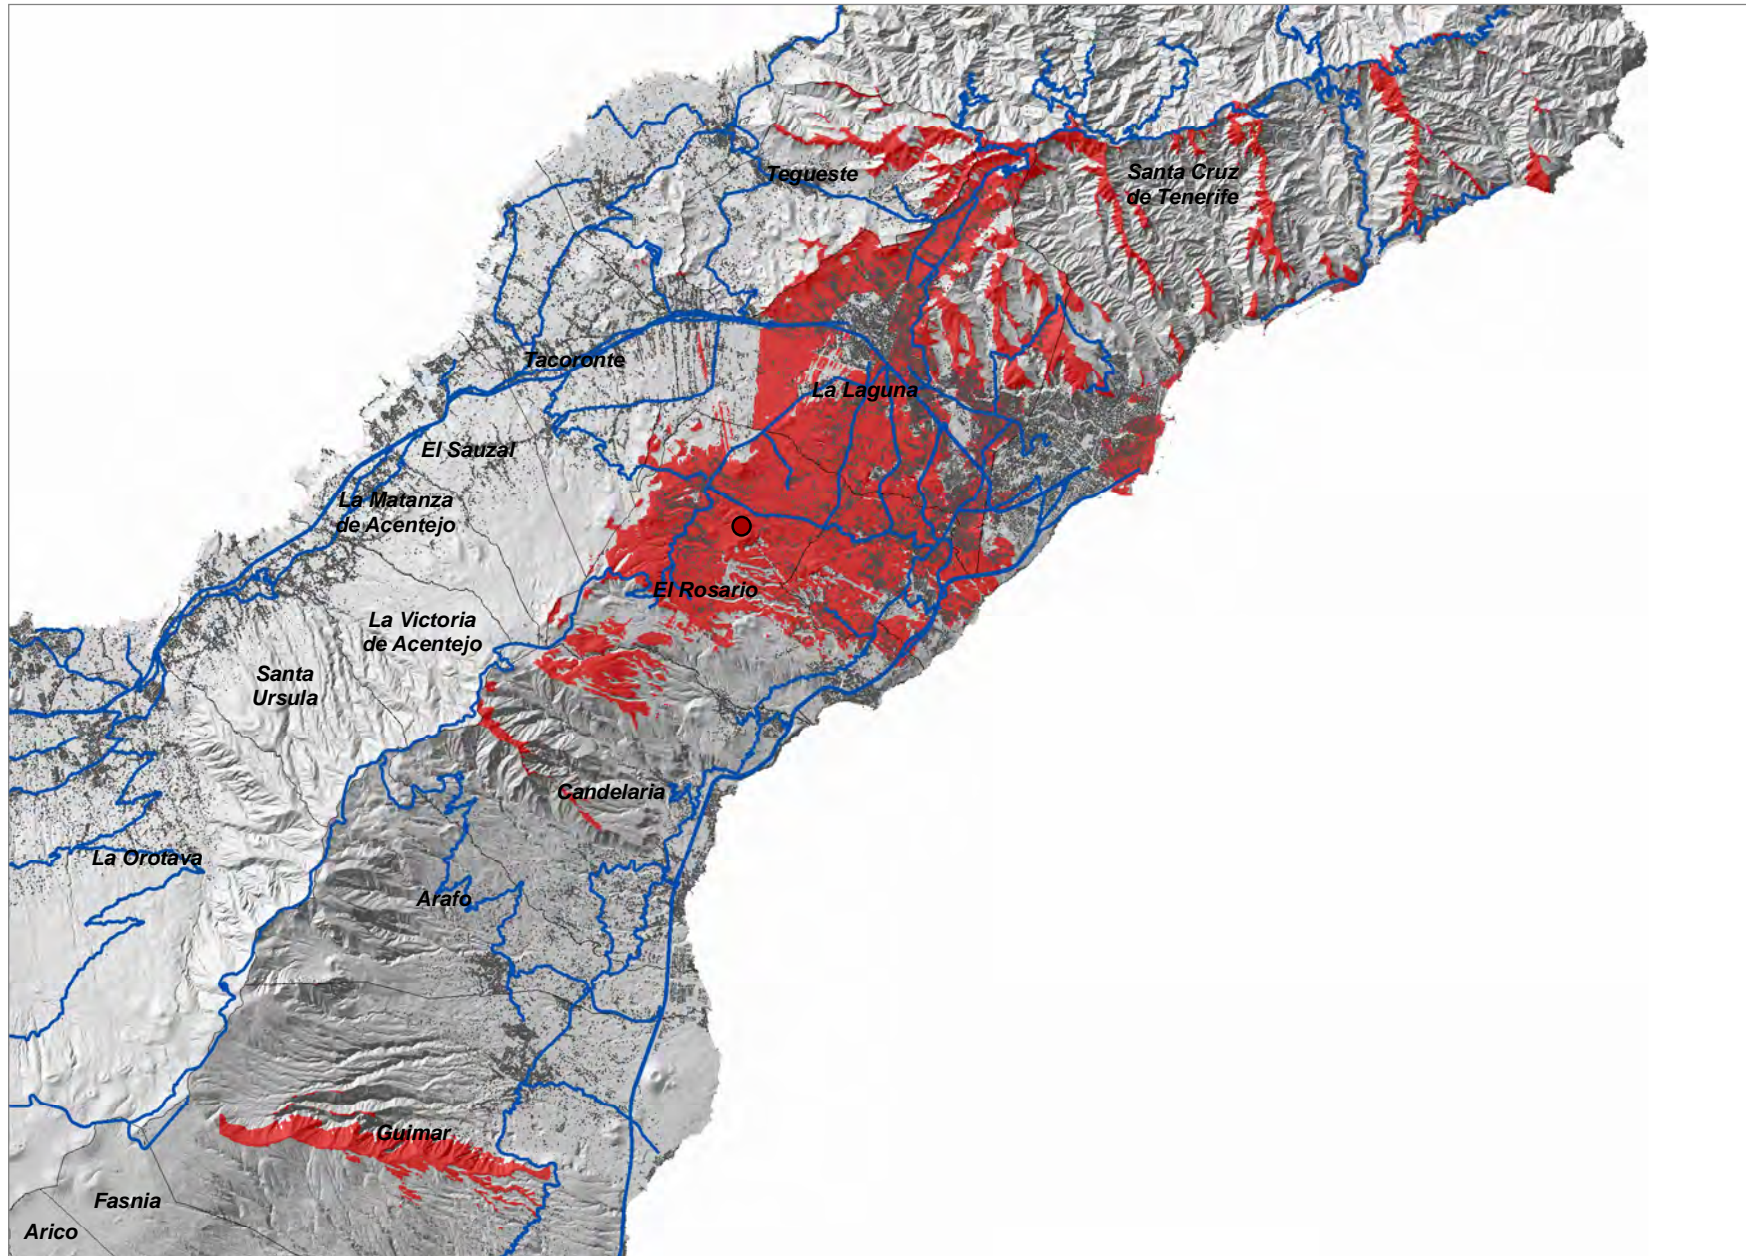 Tegueste
Santa Cruz
de Tenerife
Tacoronte
La Laguna
El Sauzal
La Matanza
de Acentejo
El Rosario
La Victoria
de Acentejo
Santa
Ursula
Candelaria
La Orotava
Arafo
Guimar
Fasnia
Arico